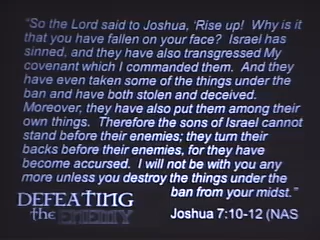 "So the Lord said to Joshua, 'Rise up!  Why is it
that you have fallen on your face?  Israel has
sinned, and they have also transgressed My
covenant which I commanded them.  And they
have even taken some of the things under the
ban and have both stolen and deceived.
Moreover, they have also put them among their
own things.  Therefore the sons of Israel cannot
stand before their enemies; they turn their
backs before their enemies, for they have
become accursed.  I will not be with you any
more unless you destroy the things under the
ban from your midst."
DEFEATING
the ENEMY
Joshua 7:10-12 (NAS